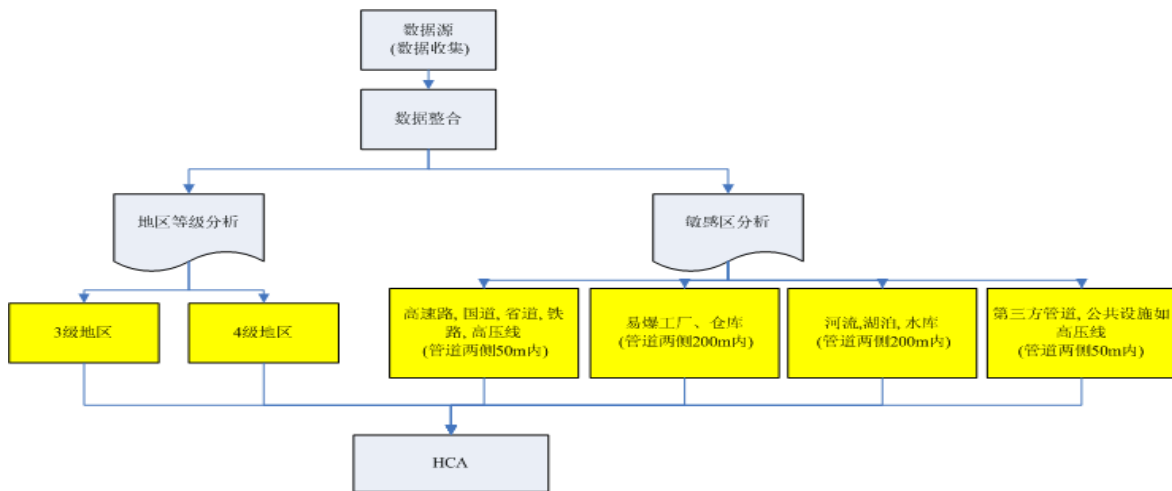 数据源
(数据收集)
数据整合
地区等级分析
敏感区分析
3级地区
4级地区
高速路, 国道, 省道, 铁
路, 高压线
(管道两侧50m内)
易爆工厂、仓库
(管道两侧200m内)
河流,湖泊, 水库
(管道两侧200m内)
第三方管道, 公共设施如
高压线
(管道两侧50m内)
HCA